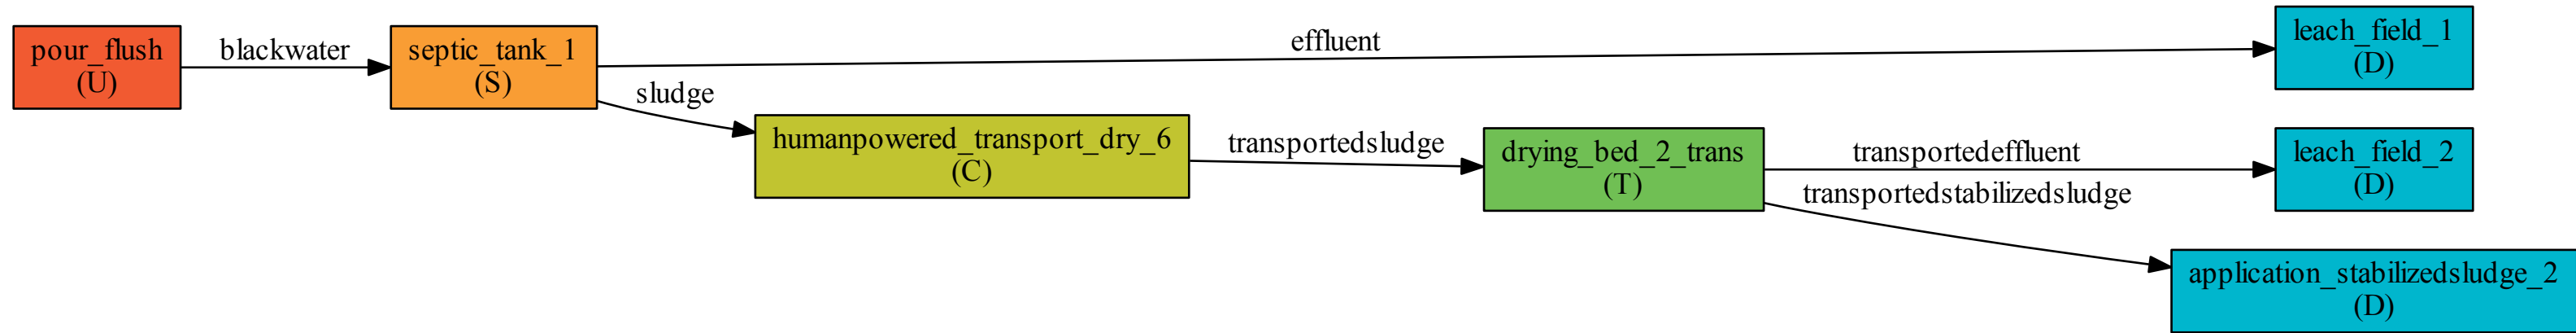 pour_flush
(U)
blackwater
septic_tank_1
(S)
effluent
leach_field_1
(D)
sludge
humanpowered_transport_dry_6
(C)
transportedsludge
drying_bed_2_trans
(T)
transportedeffluent
leach_field_2
(D)
transportedstabilizedsludge
application_stabilizedsludge_2
(D)